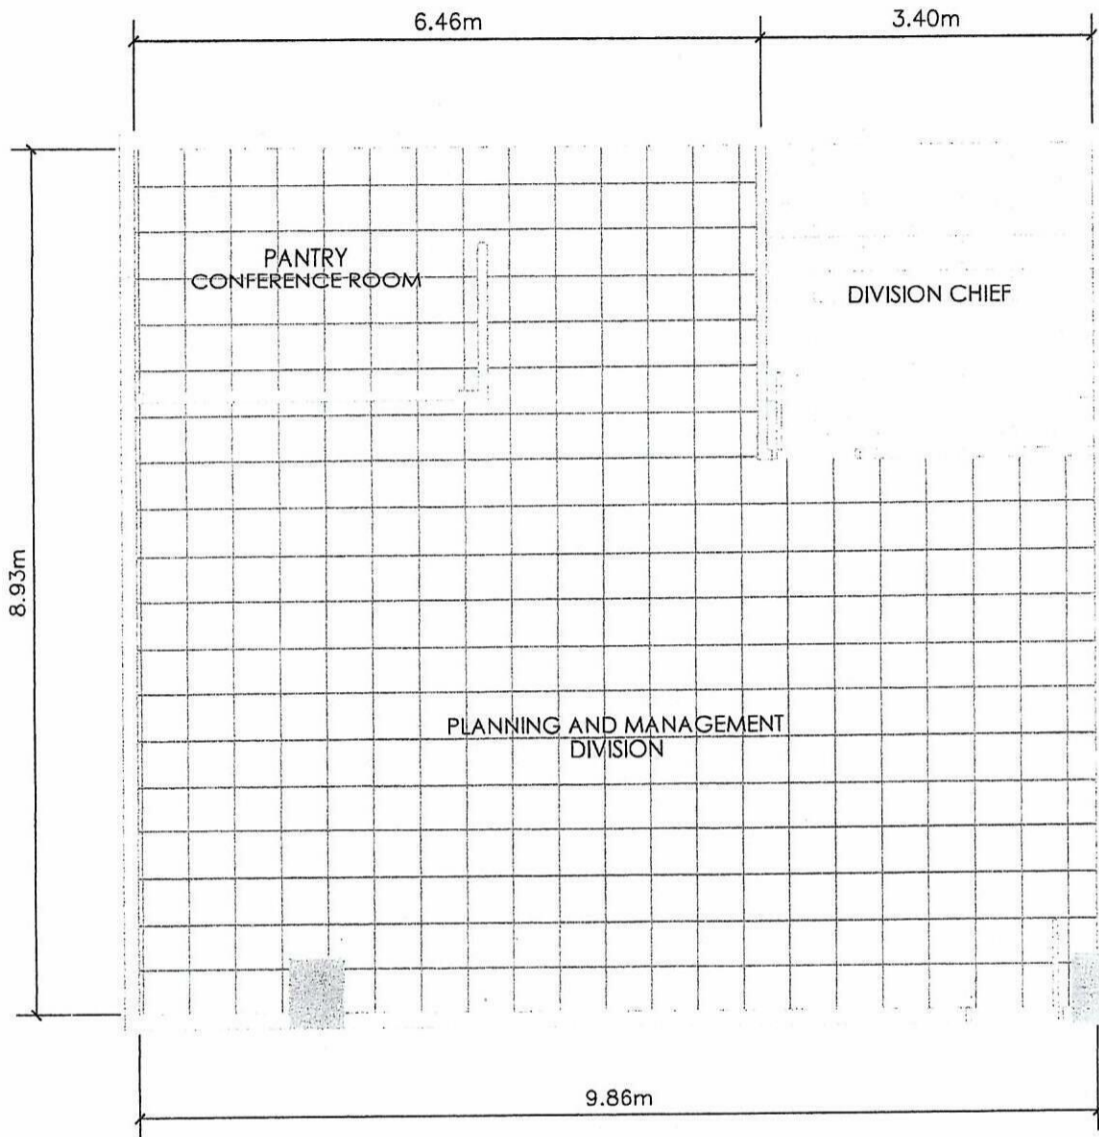 6.46m
3.40m
PANTRY
CONFERENCE ROOM
DIVISION CHIEF
8.93m
PLANNING AND MANAGEMENT
DIVISION
9.86m